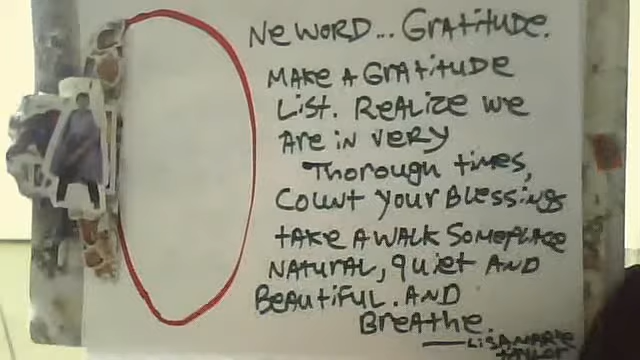 NEWORD... GRATITUDE.
MAKE A GRATITUDE
LIST. REALIZE WE
ARE IN VERY
THOROUGH TIMES,
COUNT YOUR BLESSINGS
TAKE A WALK SOMEPLACE
NATURAL, QUIET AND
BEAUTIFUL. AND
BREATHE.
—LISAMARIE